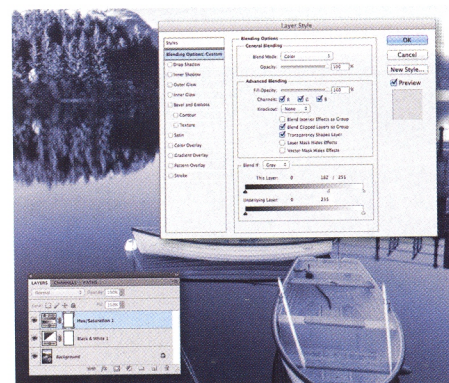 Layer Style
Styles
Blending Options: Custom
Drop Shadow
Inner Shadow
Outer Glow
Inner Glow
Bevel and Emboss
Contour
Texture
Satin
Color Overlay
Gradient Overlay
Pattern Overlay
Stroke
Blending Options
General Blending
Blend Mode: Color
Opacity: 100 %
Advanced Blending
Fill Opacity: 100 %
Channels: R G B
Knockout: None
Blend Interior Effects as Group
Blend Clipped Layers as Group
Transparency Shapes Layer
Layer Mask Hides Effects
Vector Mask Hides Effects
Blend If: Gray
This Layer: 0 162 / 255
Underlying Layer: 0 255
OK
Cancel
New Style...
Preview
LAYERS CHANNELS PATHS
Normal Opacity: 100%
Lock: Fill: 100%
Hue/Saturation 1
Black & White 1
Background